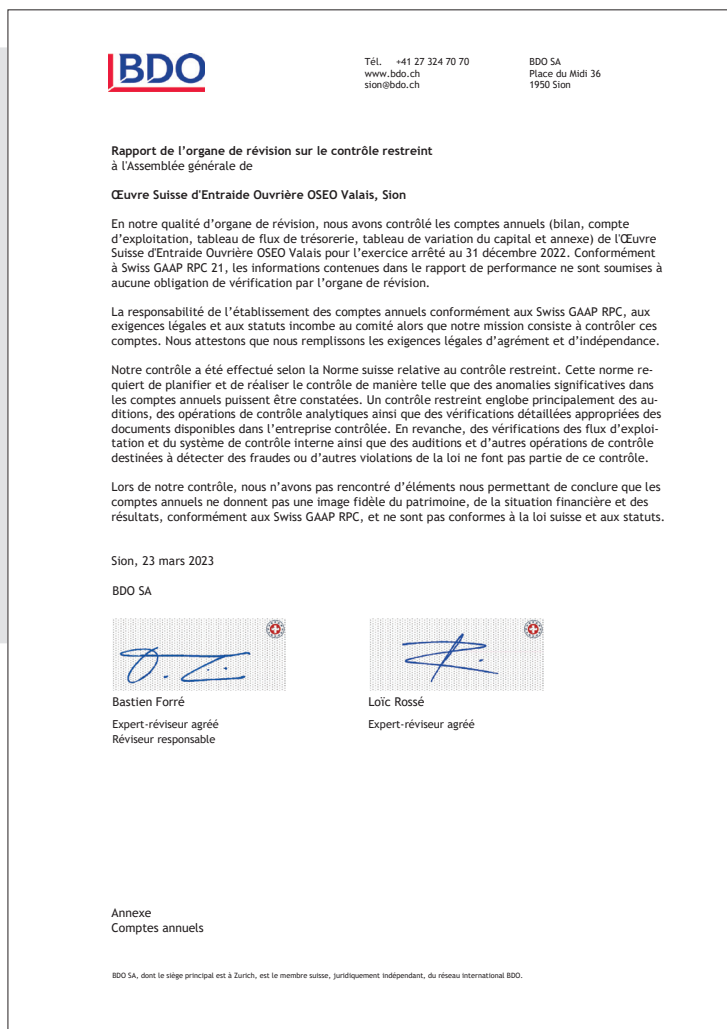 BDO
Tél. +41 27 324 70 70
www.bdo.ch
sion@bdo.ch
BDO SA
Place du Midi 36
1950 Sion
Rapport de l’organe de révision sur le contrôle restreint
à l'Assemblée générale de
Œuvre Suisse d'Entraide Ouvrière OSEO Valais, Sion
En notre qualité d’organe de révision, nous avons contrôlé les comptes annuels (bilan, compte
d’exploitation, tableau de flux de trésorerie, tableau de variation du capital et annexe) de l'Œuvre
Suisse d'Entraide Ouvrière OSEO Valais pour l’exercice arrêté au 31 décembre 2022. Conformément
à Swiss GAAP RPC 21, les informations contenues dans le rapport de performance ne sont soumises à
aucune obligation de vérification par l’organe de révision.
La responsabilité de l’établissement des comptes annuels conformément aux Swiss GAAP RPC, aux
exigences légales et aux statuts incombe au comité alors que notre mission consiste à contrôler ces
comptes. Nous attestons que nous remplissons les exigences légales d’agrément et d’indépendance.
Notre contrôle a été effectué selon la Norme suisse relative au contrôle restreint. Cette norme re-
quiert de planifier et de réaliser le contrôle de manière telle que des anomalies significatives dans
les comptes annuels puissent être constatées. Un contrôle restreint englobe principalement des au-
ditions, des opérations de contrôle analytiques ainsi que des vérifications détaillées appropriées des
documents disponibles dans l’entreprise contrôlée. En revanche, des vérifications des flux d’exploi-
tation et du système de contrôle interne ainsi que des auditions et d’autres opérations de contrôle
destinées à détecter des fraudes ou d’autres violations de la loi ne font pas partie de ce contrôle.
Lors de notre contrôle, nous n’avons pas rencontré d’éléments nous permettant de conclure que les
comptes annuels ne donnent pas une image fidèle du patrimoine, de la situation financière et des
résultats, conformément aux Swiss GAAP RPC, et ne sont pas conformes à la loi suisse et aux statuts.
Sion, 23 mars 2023
BDO SA
Bastien Forré
Expert-réviseur agréé
Réviseur responsable
Loïc Rossé
Expert-réviseur agréé
Annexe
Comptes annuels
BDO SA, dont le siège principal est à Zurich, est le membre suisse, juridiquement indépendant, du réseau international BDO.